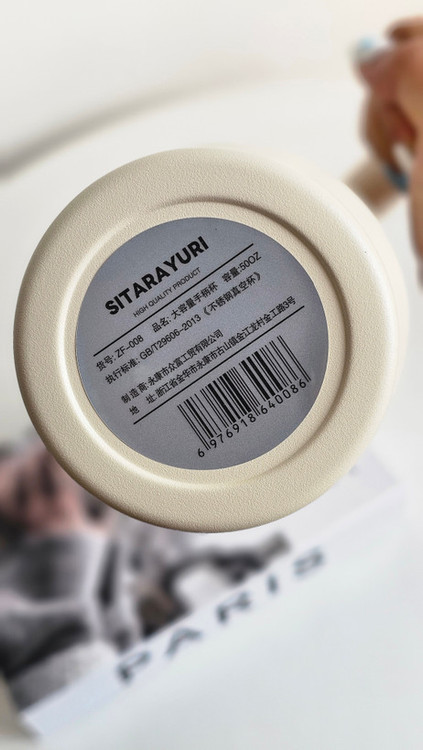 SITARAYURI
HIGH QUALITY PRODUCT
货号: ZF-008 品名: 大容量手柄杯 容量:50OZ
执行标准: GB/T29606-2013《不锈钢真空杯》
制造商:永康市众富工贸有限公司
地 址:浙江省金华市永康市古山镇金江龙村金工路3号
6 976918 640086
PARIS